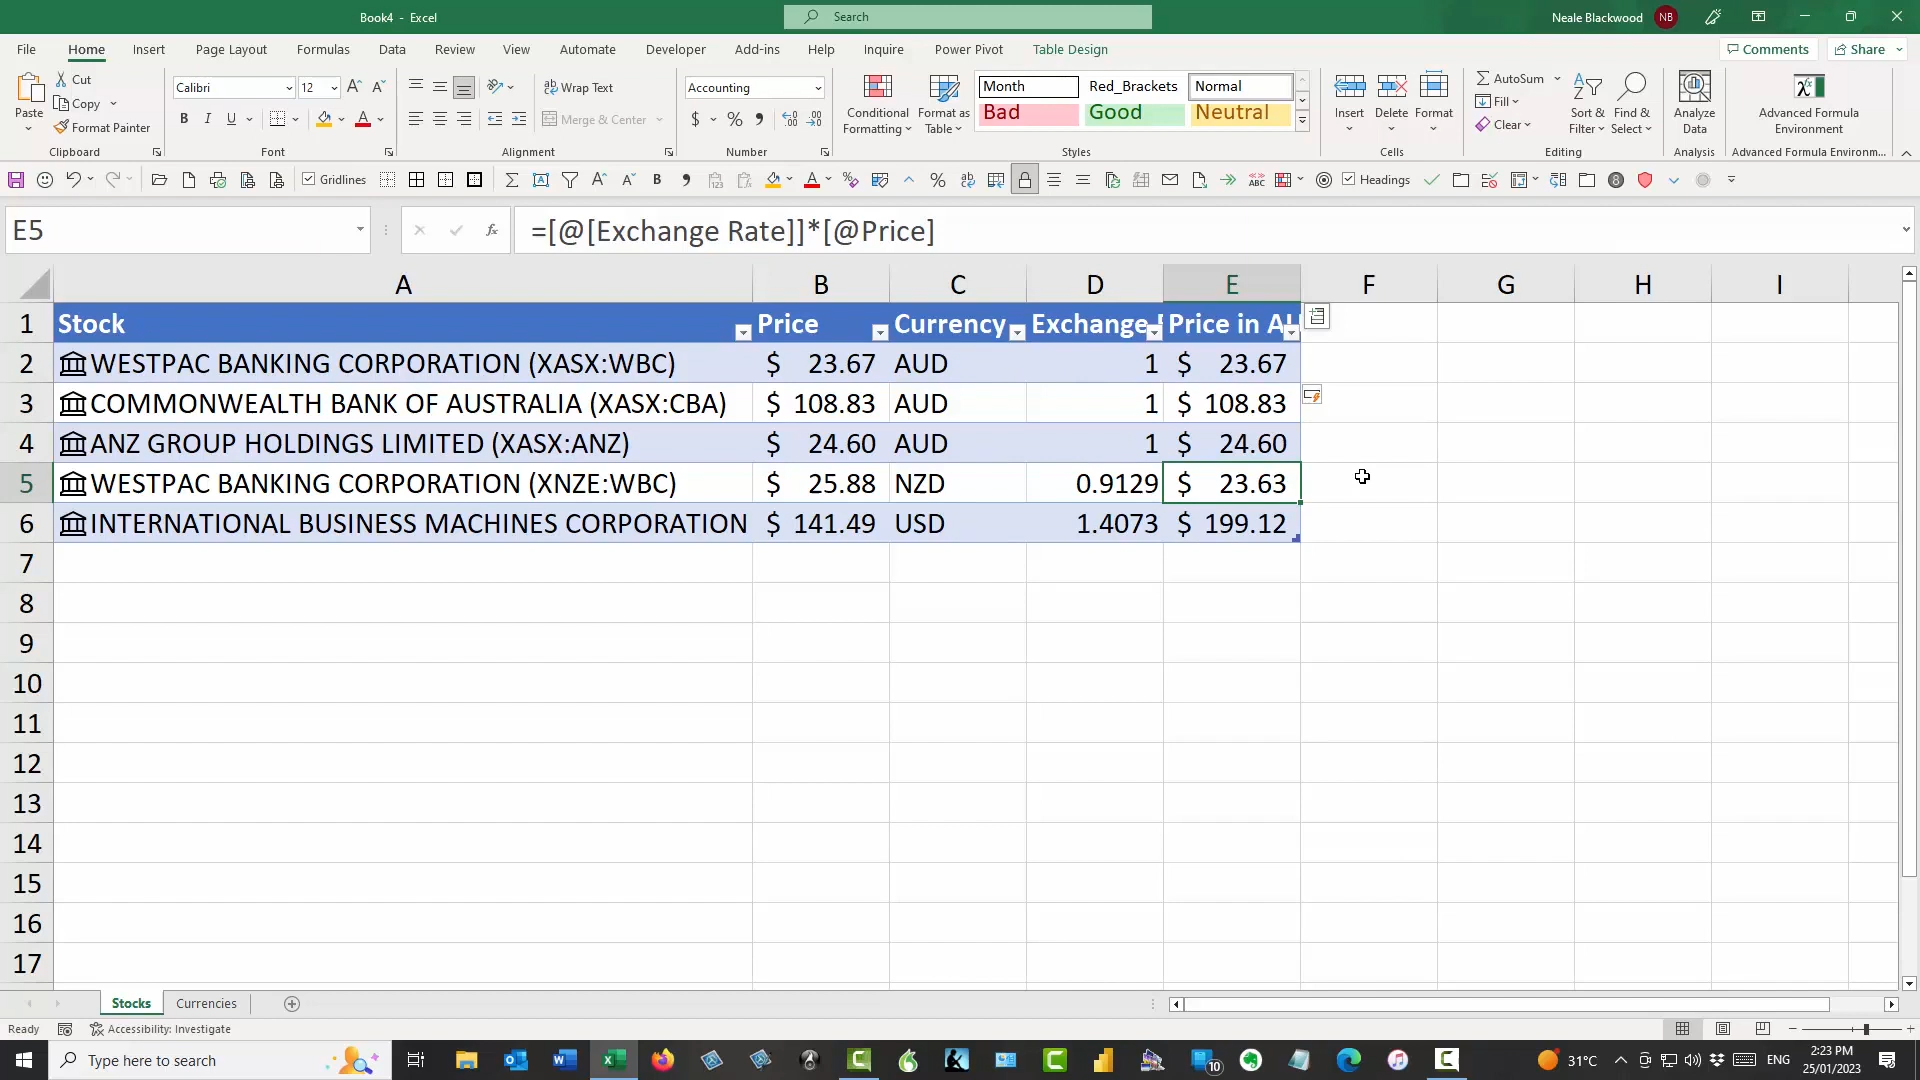 Book4 - Excel
Search
Neale Blackwood NB
File Home Insert Page Layout Formulas Data Review View Automate Developer Add-ins Help Inquire Power Pivot Table Design
Comments Share
Paste
Cut
Copy
Format Painter
Clipboard
Calibri 12
B I U
Font
Wrap Text
Merge & Center
Alignment
Accounting
$ %
Number
Conditional Formatting
Format as Table
Month Red_Brackets Normal
Bad Good Neutral
Styles
Insert Delete Format
Cells
AutoSum
Fill
Clear
Sort & Filter
Find & Select
Editing
Analyze Data
Analysis
Advanced Formula Environment
Advanced Formula Environm...
Gridlines
Headings
E5
=[@[Exchange Rate]]*[@Price]
A B C D E F G H I
1 Stock Price Currency Exchange Price in
2 WESTPAC BANKING CORPORATION (XASX:WBC) $ 23.67 AUD 1 $ 23.67
3 COMMONWEALTH BANK OF AUSTRALIA (XASX:CBA) $ 108.83 AUD 1 $ 108.83
4 ANZ GROUP HOLDINGS LIMITED (XASX:ANZ) $ 24.60 AUD 1 $ 24.60
5 WESTPAC BANKING CORPORATION (XNZE:WBC) $ 25.88 NZD 0.9129 $ 23.63
6 INTERNATIONAL BUSINESS MACHINES CORPORATION $ 141.49 USD 1.4073 $ 199.12
7
8
9
10
11
12
13
14
15
16
17
Stocks Currencies
Ready Accessibility: Investigate
Type here to search
10
31°C
ENG
2:23 PM
25/01/2023